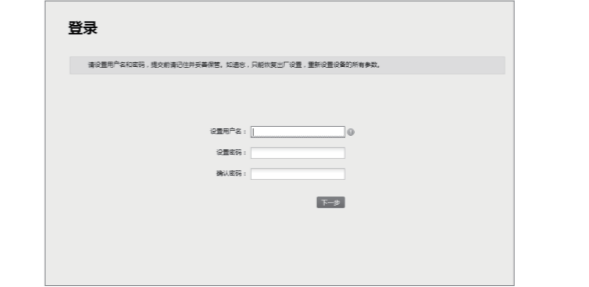 登录
请设置用户名和密码，提交前请记住并妥善保管。如遗忘，只能恢复出厂设置，重新设置设备的所有参数。
设置用户名：
设置密码：
确认密码：
下一步